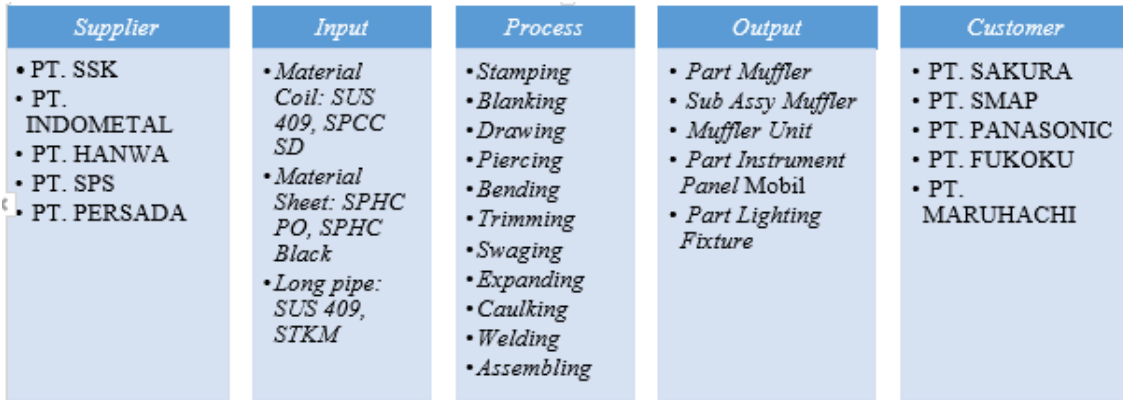 Supplier
• PT. SSK
• PT.
INDOMETAL
• PT. HANWA
• PT. SPS
• PT. PERSADA
Input
• Material
Coil: SUS
409, SPCC
SD
• Material
Sheet: SPHC
PO, SPHC
Black
• Long pipe:
SUS 409,
STKM
Process
• Stamping
• Blanking
• Drawing
• Piercing
• Bending
• Trimming
• Swaging
• Expanding
• Caulking
• Welding
• Assembling
Output
• Part Muffler
• Sub Assy Muffler
• Muffler Unit
• Part Instrument
Panel Mobil
• Part Lighting
Fixture
Customer
• PT. SAKURA
• PT. SMAP
• PT. PANASONIC
• PT. FUKOKU
• PT.
MARUHACHI